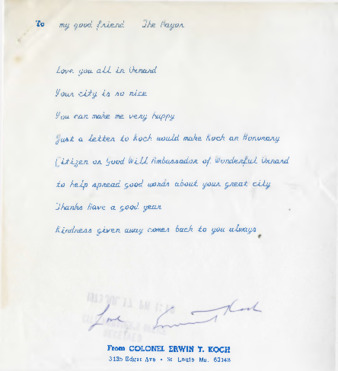 To my good friend The Mayor
Love you all in Oxnard
Your city is so nice
You can make me very happy
Just a letter to Koch would make Koch an Honorary
Citizen or Good Will Ambassador of Wonderful Oxnard
to help spread good words about your great city
Thanks Have a good year
Kindness given away comes back to you always.
Love Erwin T Koch
From COLONEL ERWIN T. KOCH
Edgar Ave • St Louis Mo.